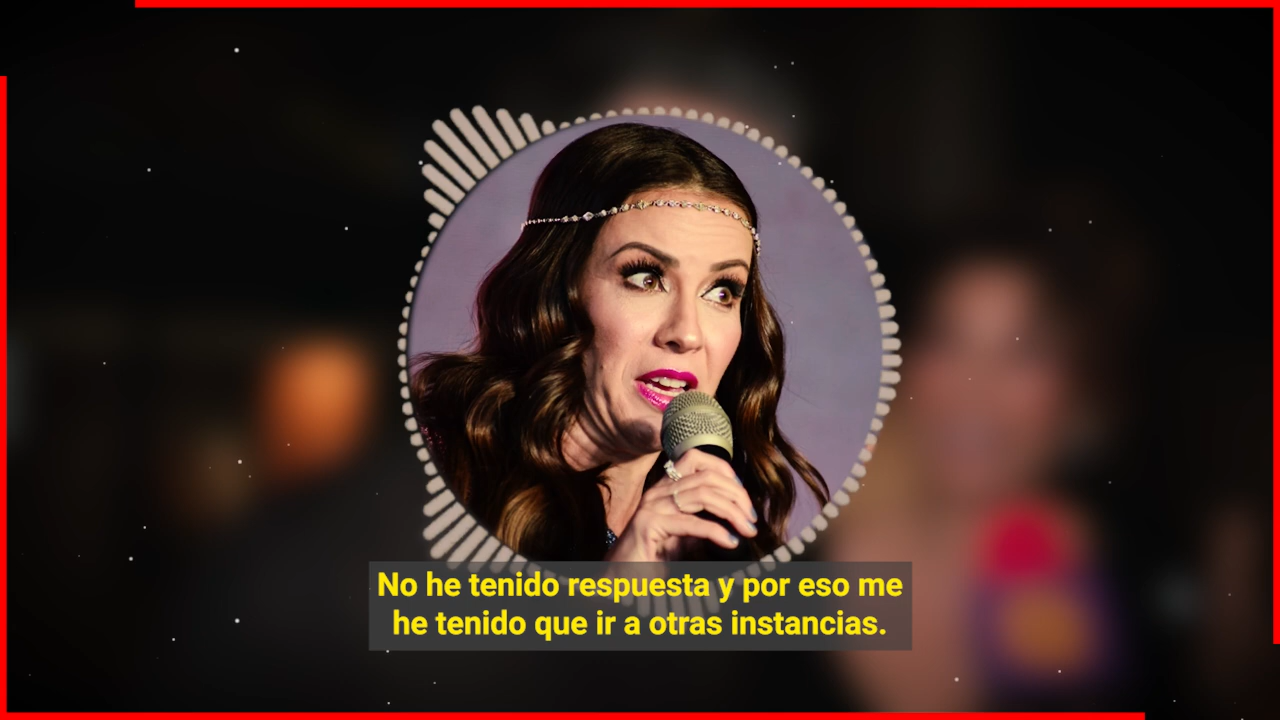 No he tenido respuesta y por eso me
he tenido que ir a otras instancias.